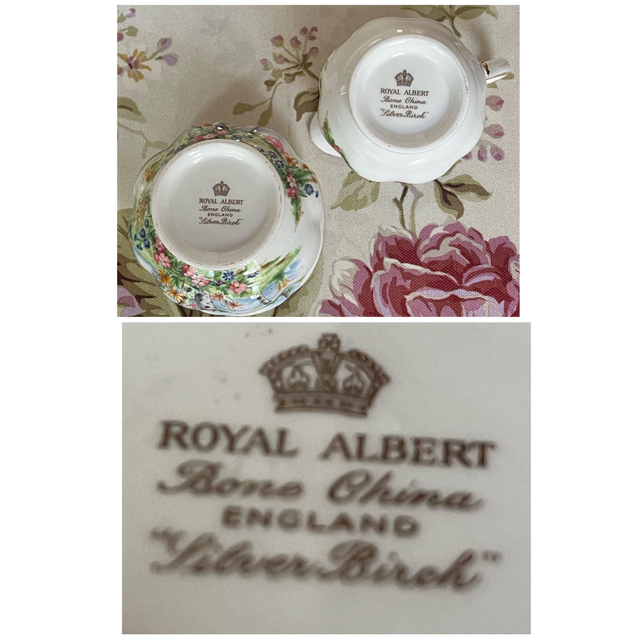 ROYAL ALBERT
Bone China
ENGLAND
"Silver Birch"
ROYAL ALBERT
Bone China
ENGLAND
"Silver Birch"
ROYAL ALBERT
Bone China
ENGLAND
"Silver Birch"